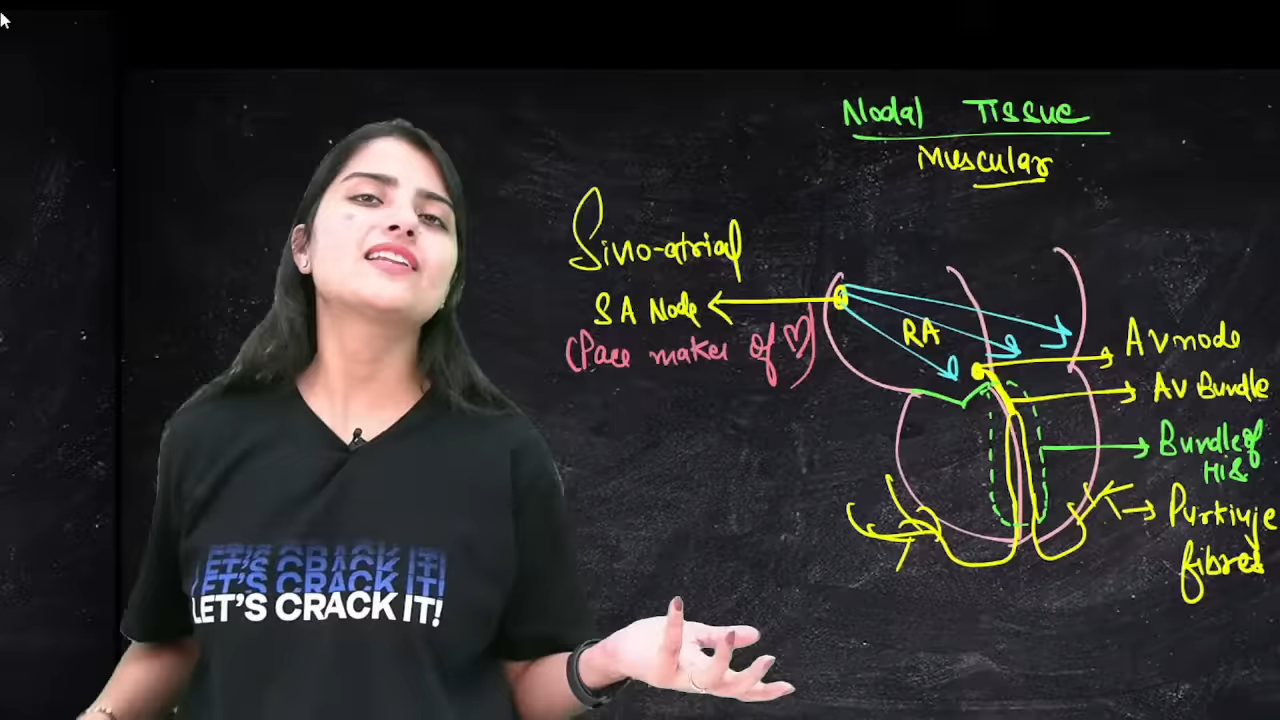 Nodal Tissue
Muscular
Sino-atrial
SA Node
(Pace maker of ♡)
RA
AV node
AV Bundle
Bundle of
HIS
Purkinje
fibres
LET'S CRACK IT!
LET'S CRACK IT!
LET'S CRACK IT!